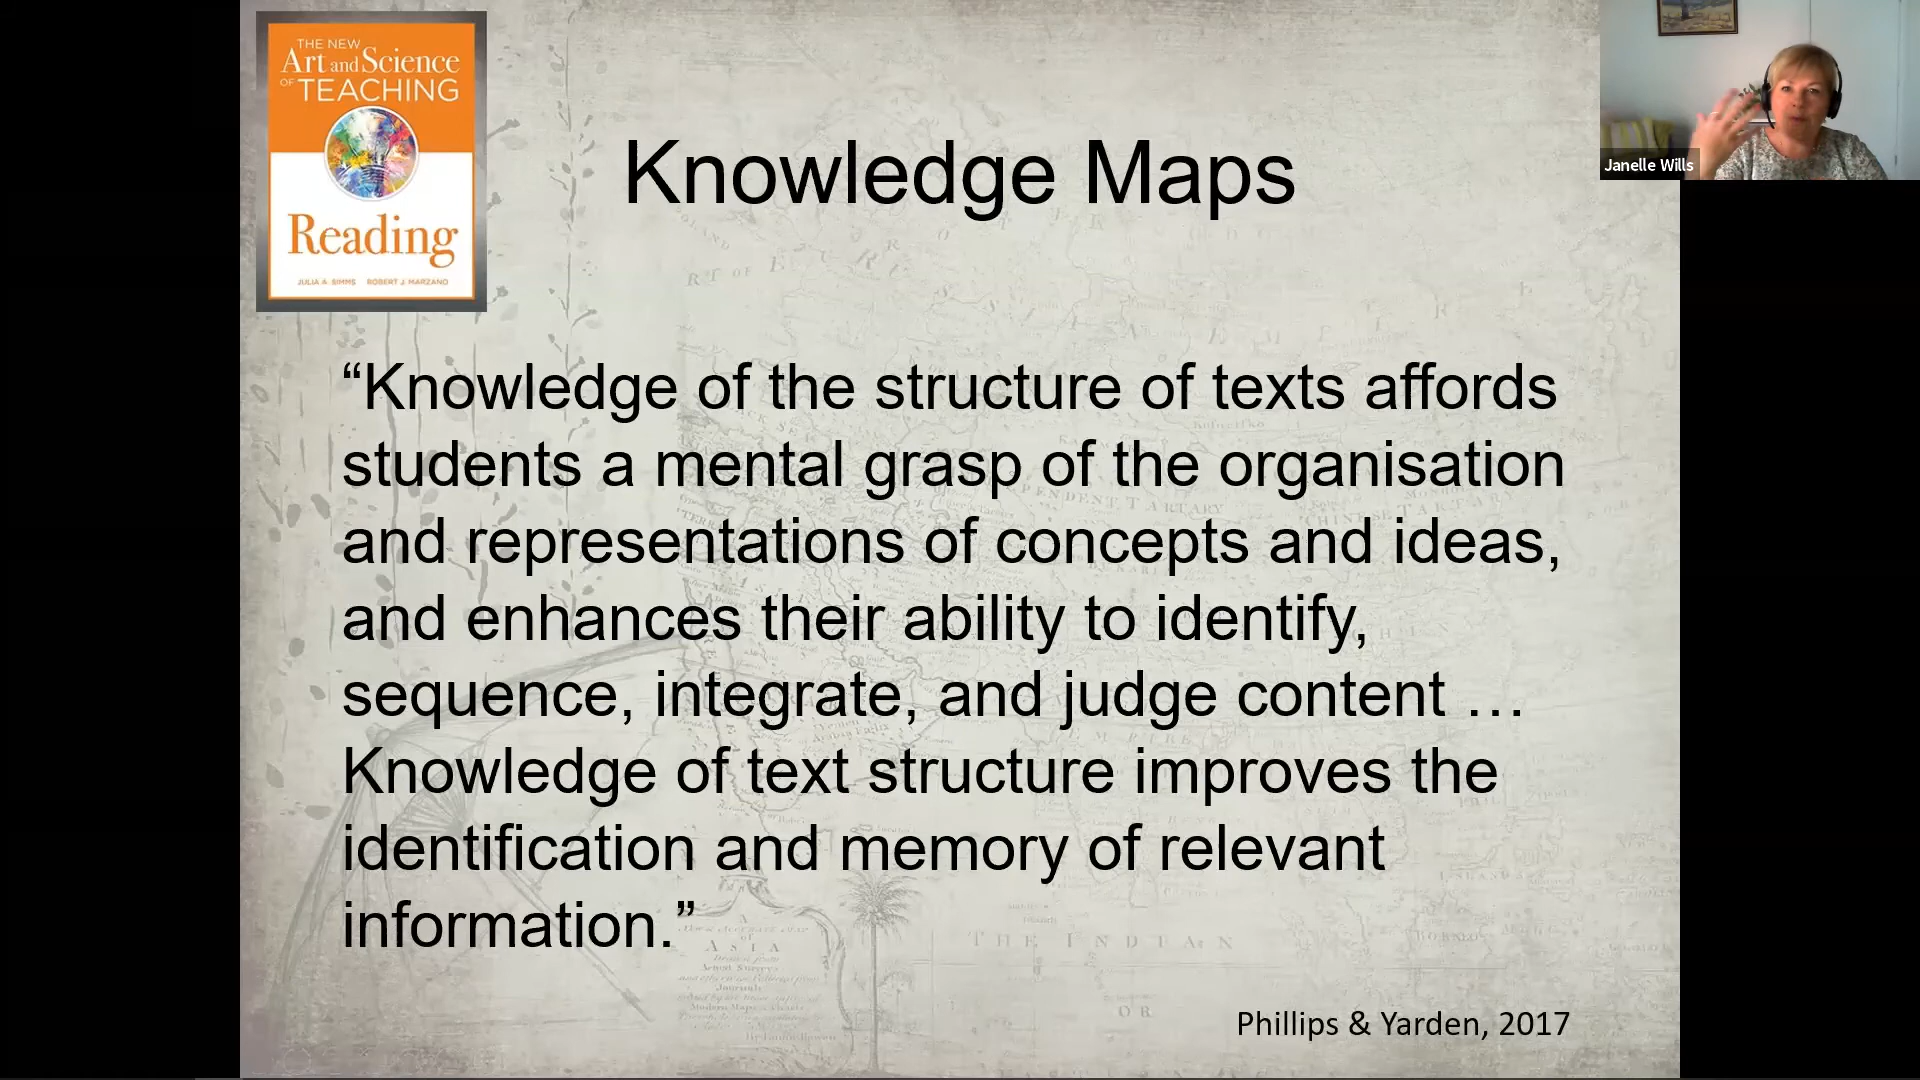 THE NEW
Art and Science
OF TEACHING
Reading
JULIA A. SIMMS ROBERT J. MARZANO
Knowledge Maps
Janelle Wills
“Knowledge of the structure of texts affords
students a mental grasp of the organisation
and representations of concepts and ideas,
and enhances their ability to identify,
sequence, integrate, and judge content …
Knowledge of text structure improves the
identification and memory of relevant
information.”
ASIA
THE INDIAN
Phillips & Yarden, 2017